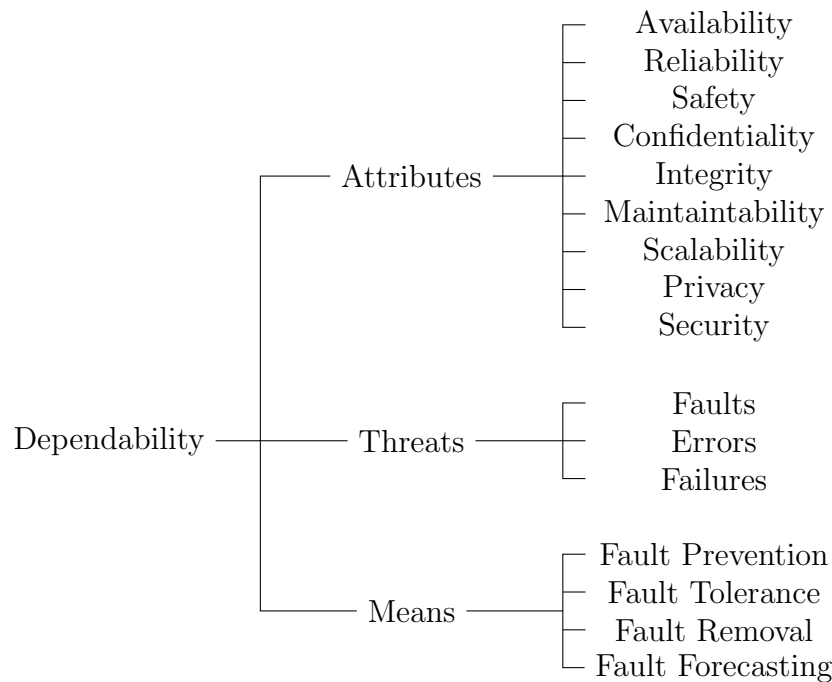 Availability
Reliability
Safety
Confidentiality
Attributes
Integrity
Maintaintability
Scalability
Privacy
Security
Faults
Dependability
Threats
Errors
Failures
Fault Prevention
Fault Tolerance
Means
Fault Removal
Fault Forecasting